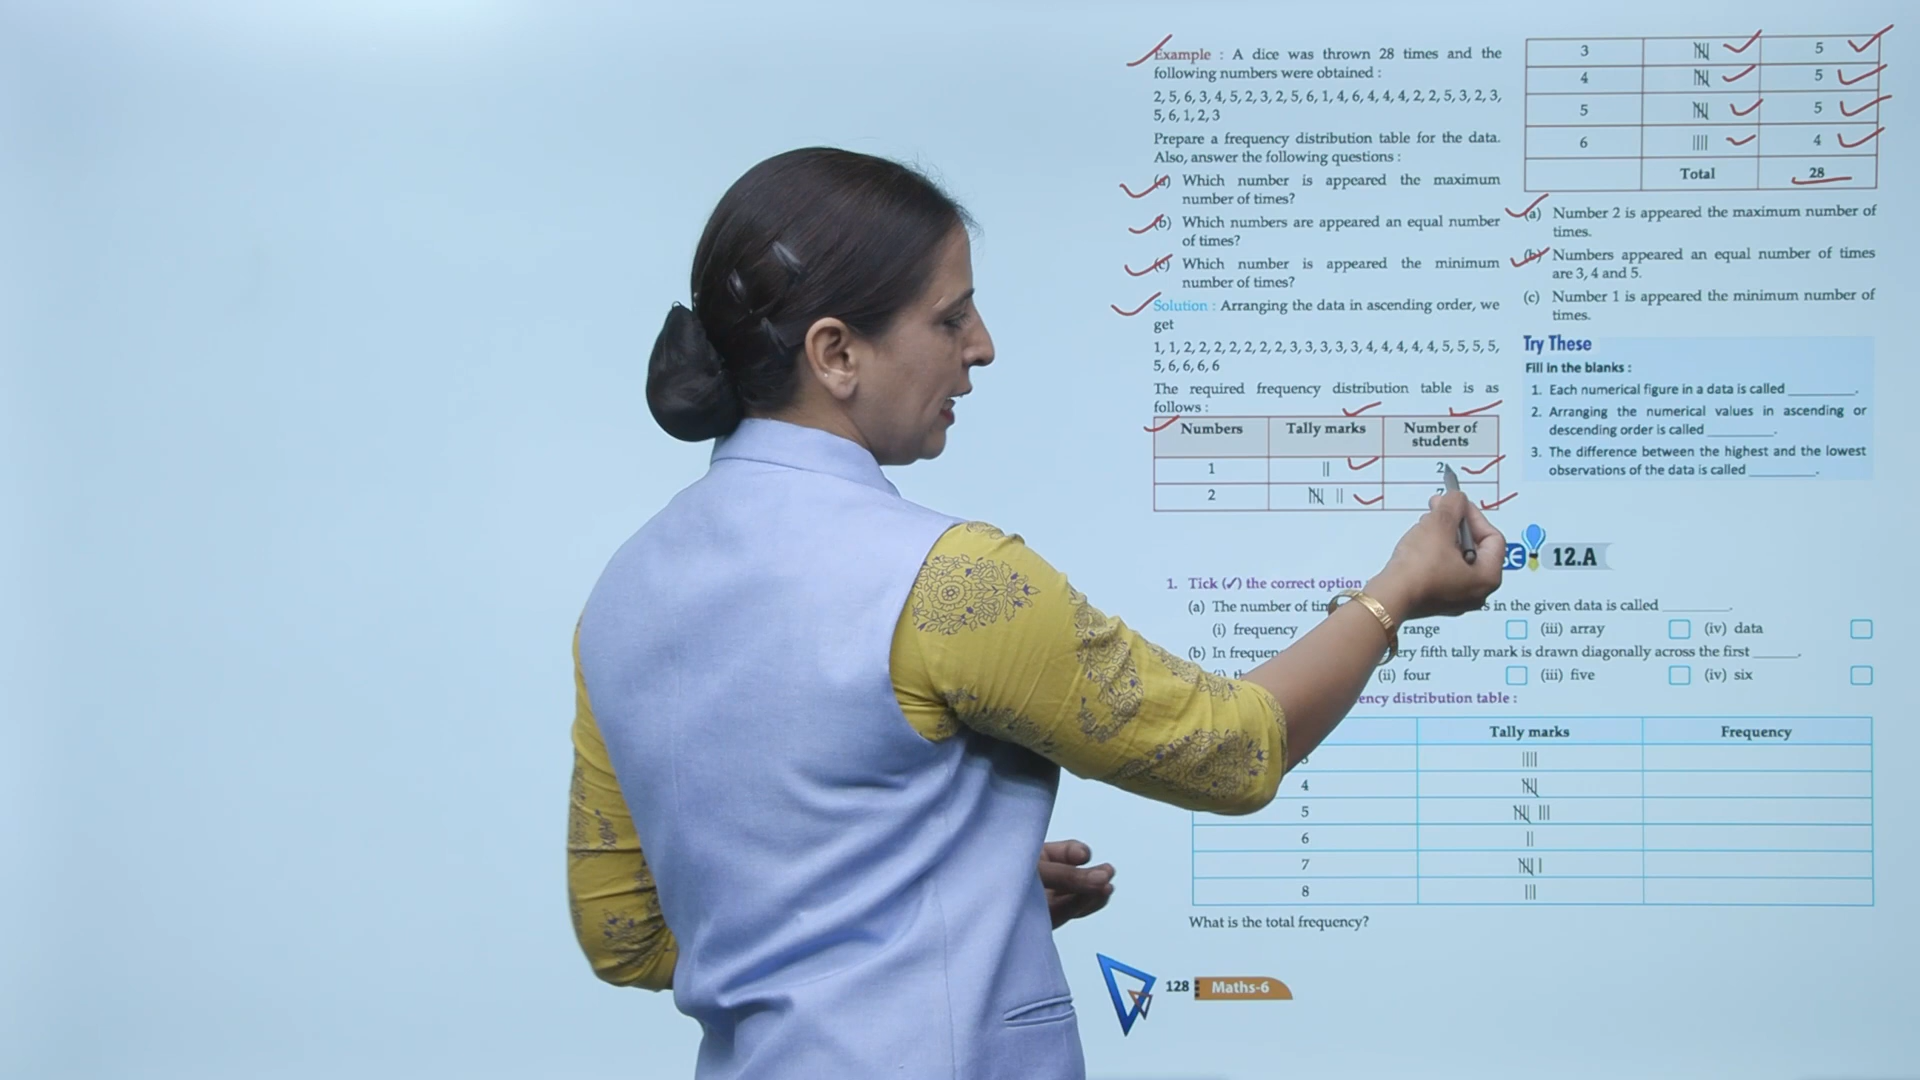 Example : A dice was thrown 28 times and the
following numbers were obtained :
2, 5, 6, 3, 4, 5, 2, 3, 2, 5, 6, 1, 4, 6, 4, 4, 4, 2, 2, 5, 3, 2, 3,
5, 6, 1, 2, 3
Prepare a frequency distribution table for the data.
Also, answer the following questions :
(a) Which number is appeared the maximum
number of times?
(b) Which numbers are appeared an equal number
of times?
(c) Which number is appeared the minimum
number of times?
Solution : Arranging the data in ascending order, we
get
1, 1, 2, 2, 2, 2, 2, 2, 2, 3, 3, 3, 3, 3, 4, 4, 4, 4, 4, 5, 5, 5, 5,
5, 6, 6, 6, 6
The required frequency distribution table is as
follows :
Numbers Tally marks Number of
students
1 || 2
2 𝍸 || 7
3 𝍸 5
4 𝍸 5
5 𝍸 5
6 |||| 4
Total 28
(a) Number 2 is appeared the maximum number of
times.
(b) Numbers appeared an equal number of times
are 3, 4 and 5.
(c) Number 1 is appeared the minimum number of
times.
Try These
Fill in the blanks :
1. Each numerical figure in a data is called ________.
2. Arranging the numerical values in ascending or
descending order is called ________.
3. The difference between the highest and the lowest
observations of the data is called ________.
12.A
1. Tick (✓) the correct option
(a) The number of in the given data is called ________.
(i) frequency range (iii) array (iv) data
(b) In fifth tally mark is drawn diagonally across the first _____.
(ii) four (iii) five (iv) six
distribution table :
Tally marks Frequency
||||
4 𝍸
5 𝍸 |||
6 ||
7 𝍸 |
8 |||
What is the total frequency?
128 Maths-6